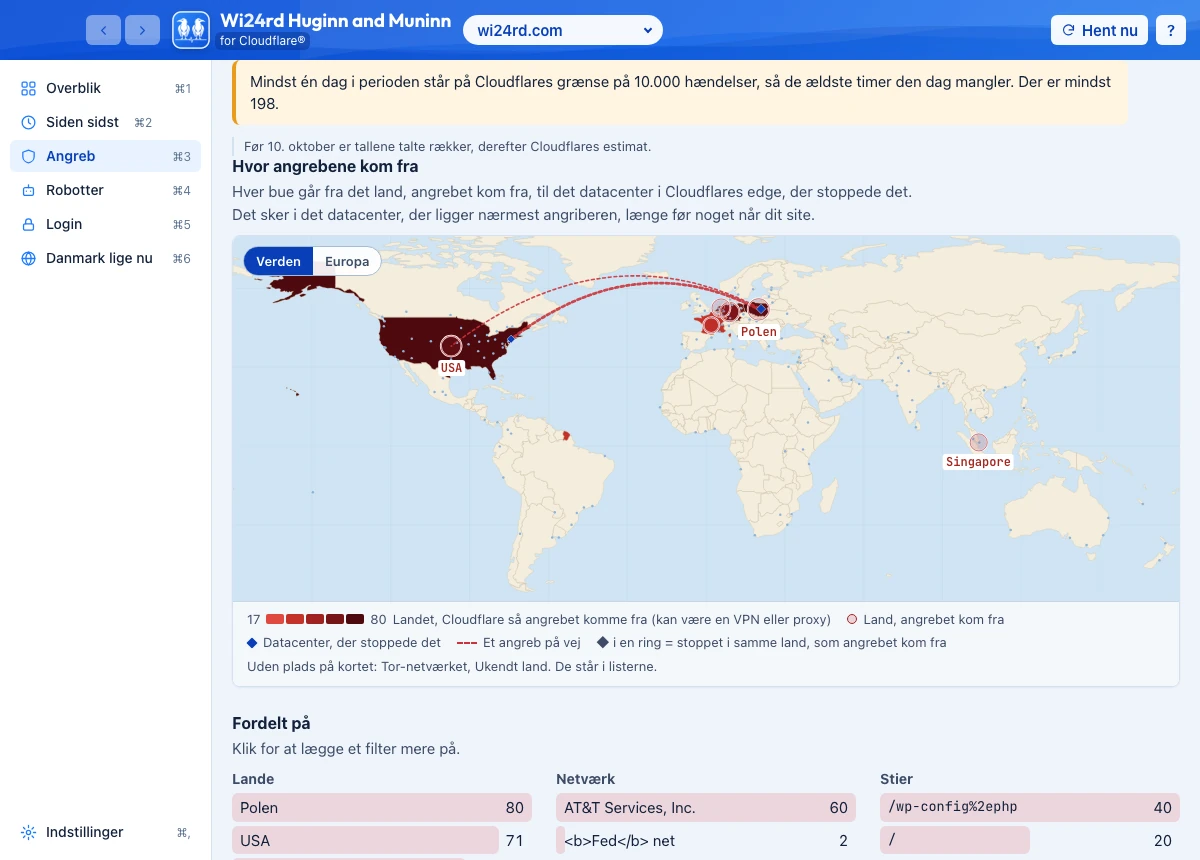 Wi24rd Huginn and Muninn
for Cloudflare®
wi24rd.com
Hent nu
?
Overblik ⌘1
Siden sidst ⌘2
Angreb ⌘3
Robotter ⌘4
Login ⌘5
Danmark lige nu ⌘6
Indstillinger ⌘,
Mindst én dag i perioden står på Cloudflares grænse på 10.000 hændelser, så de ældste timer den dag mangler. Der er mindst
198.
Før 10. oktober er tallene talte rækker, derefter Cloudflares estimat.
Hvor angrebene kom fra
Hver bue går fra det land, angrebet kom fra, til det datacenter i Cloudflares edge, der stoppede det.
Det sker i det datacenter, der ligger nærmest angriberen, længe før noget når dit site.
Verden Europa
Polen
USA
Singapore
17 80 Landet, Cloudflare så angrebet komme fra (kan være en VPN eller proxy) Land, angrebet kom fra
Datacenter, der stoppede det Et angreb på vej i en ring = stoppet i samme land, som angrebet kom fra
Uden plads på kortet: Tor-netværket, Ukendt land. De står i listerne.
Fordelt på
Klik for at lægge et filter mere på.
Lande Netværk Stier
Polen 80 AT&T Services, Inc. 60 /wp-config%2ephp 40
USA 71 <b>Fed</b> net 2 / 20